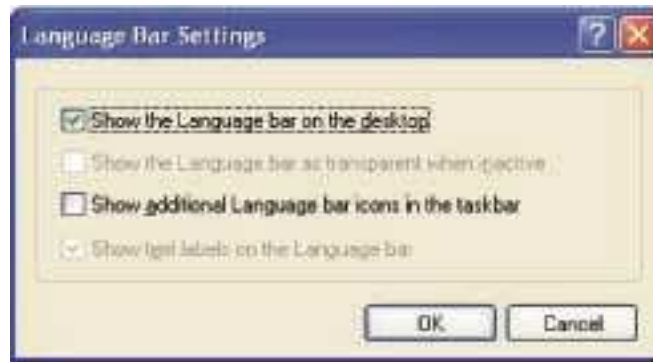 Language Bar Settings
Show the Language bar on the desktop
Show the Language bar as transparent when inactive
Show additional Language bar icons in the taskbar
Show text labels on the Language bar
OK Cancel